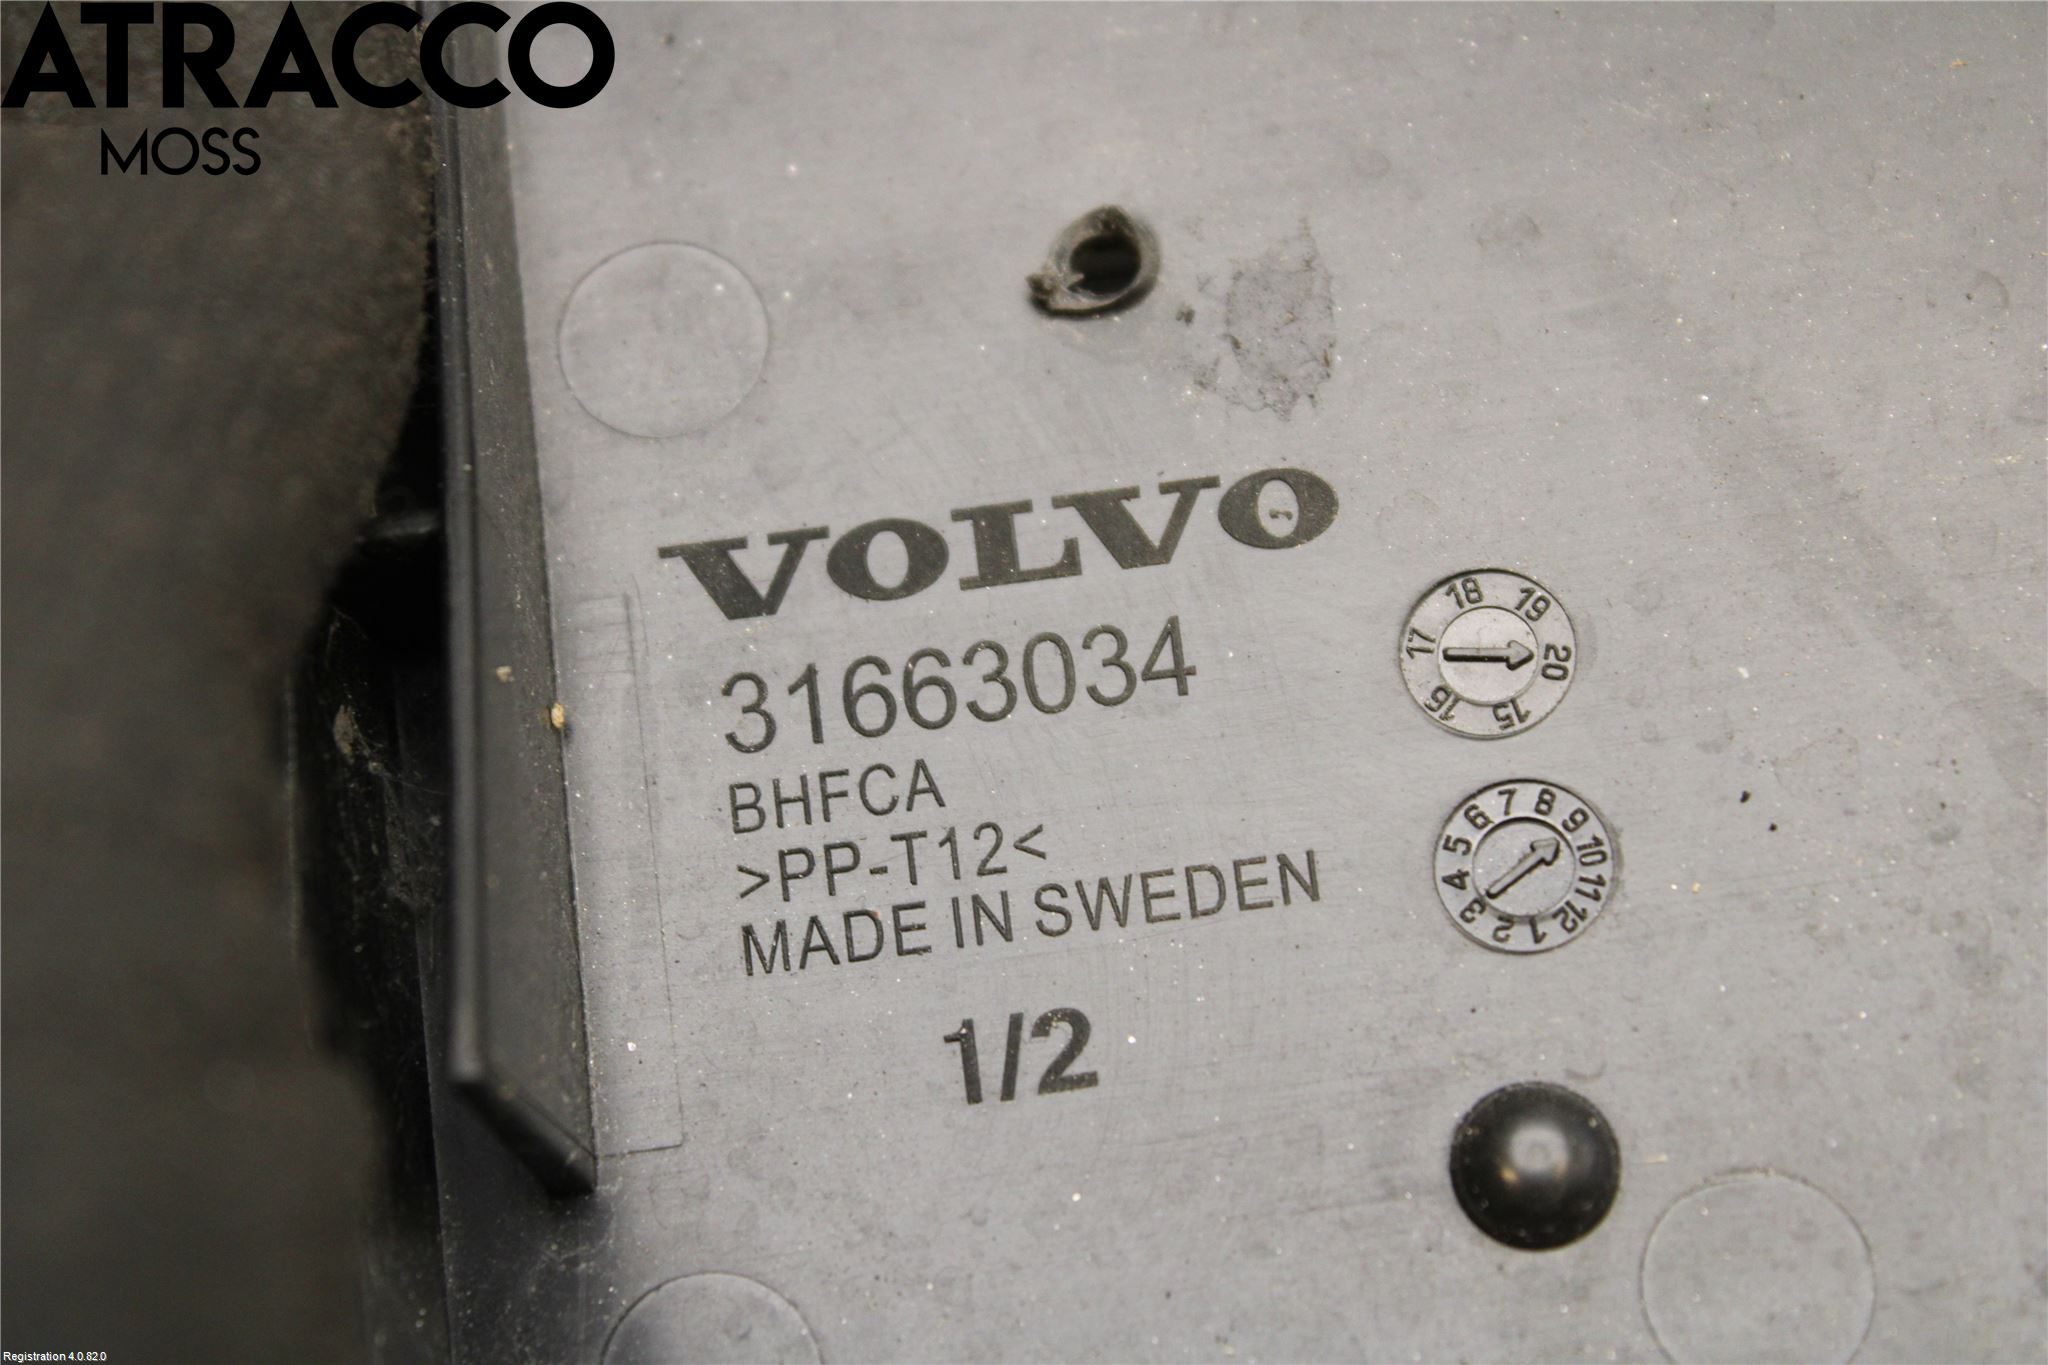 ATRACCO
MOSS
VOLVO
31663034
BHFCA
>PP-T12<
MADE IN SWEDEN
1/2
15 16 17 18 19 20
1 2 3 4 5 6 7 8 9 10 11 12
Registration 4.0.82.0